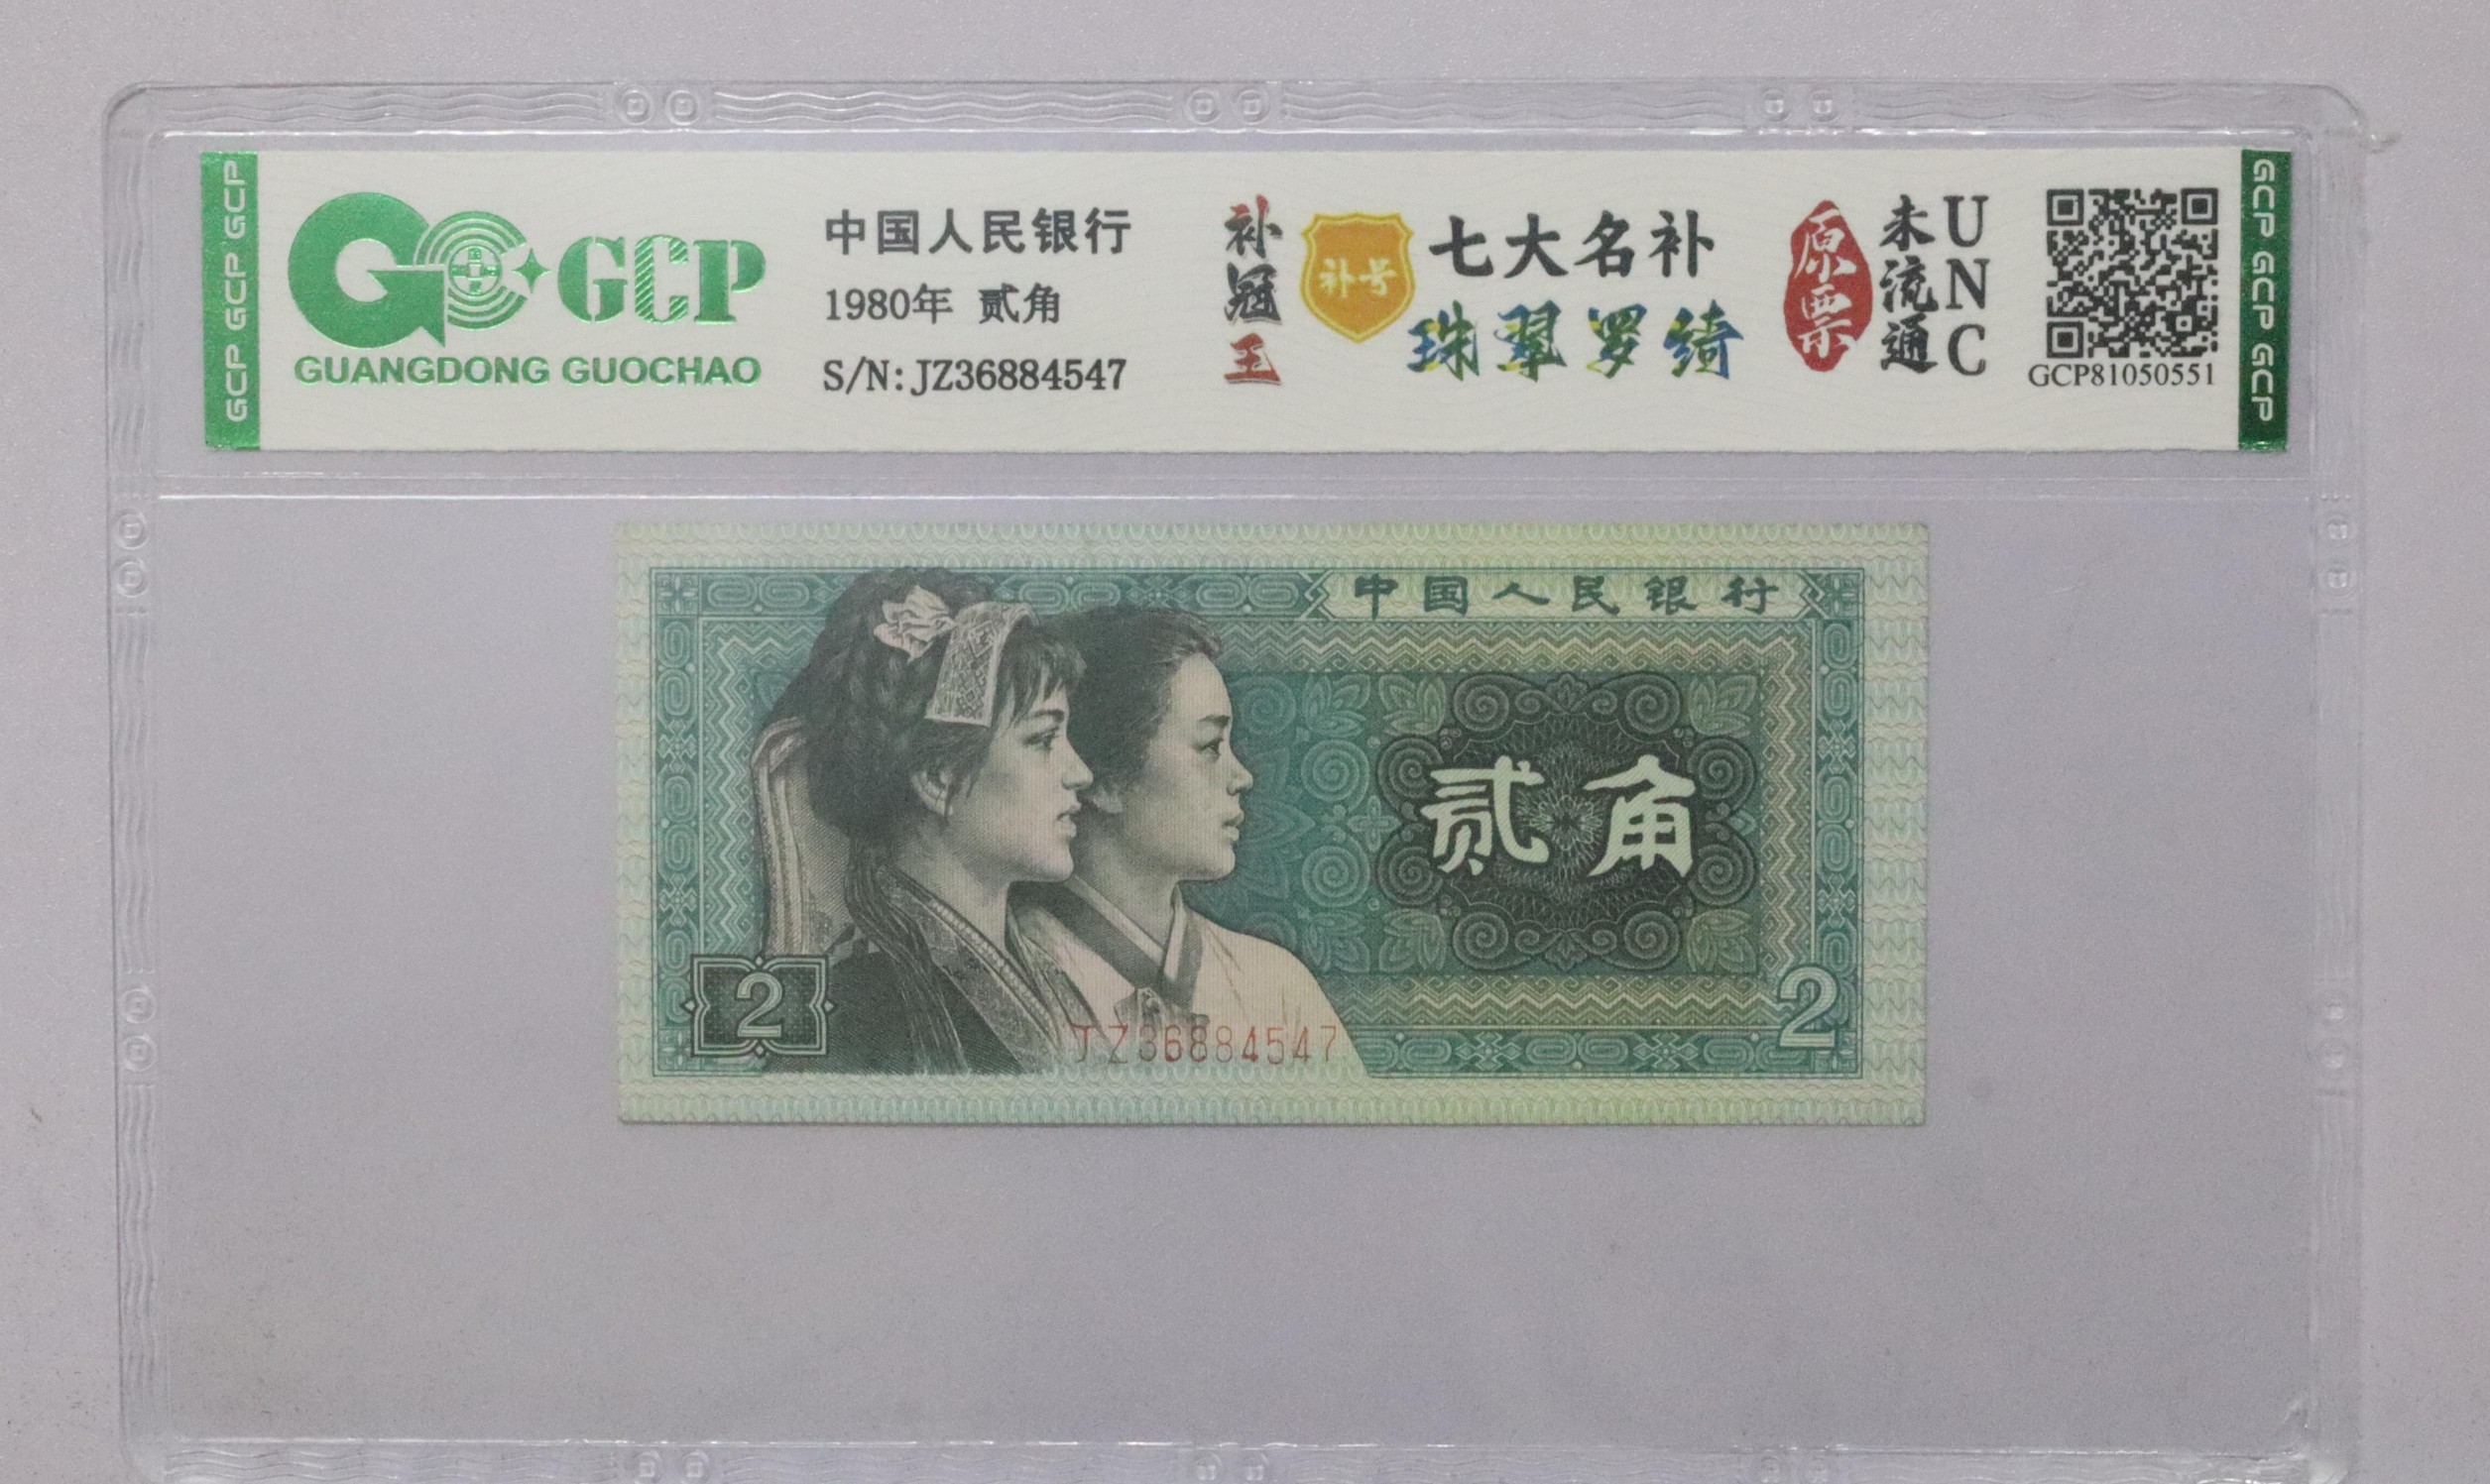 GCP GCP GCP
GCP
GUANGDONG GUOCHAO
中国人民银行
1980年 贰角
S/N: JZ36884547
补冠王
补号
七大名补
珠翠罗绮
原票
未流通
UNC
GCP81050551
GCP GCP GCP
中国人民银行
贰角
2
2
JZ36884547